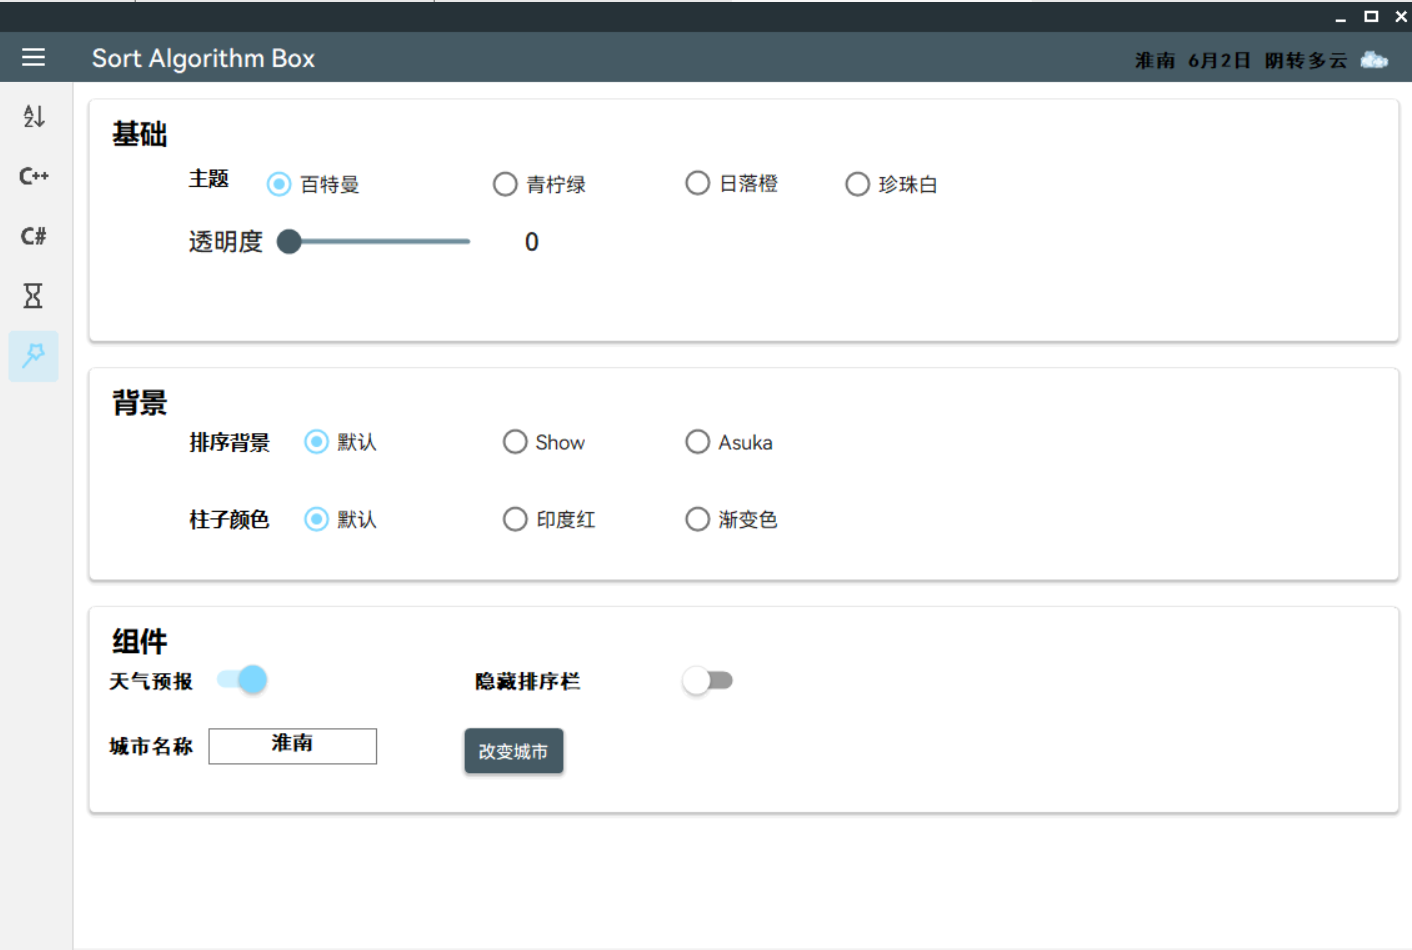 Sort Algorithm Box
淮南 6月2日 阴转多云
C++
C#
基础
主题 百特曼 青柠绿 日落橙 珍珠白
透明度 0
背景
排序背景 默认 Show Asuka
柱子颜色 默认 印度红 渐变色
组件
天气预报 隐藏排序栏
城市名称 淮南 改变城市